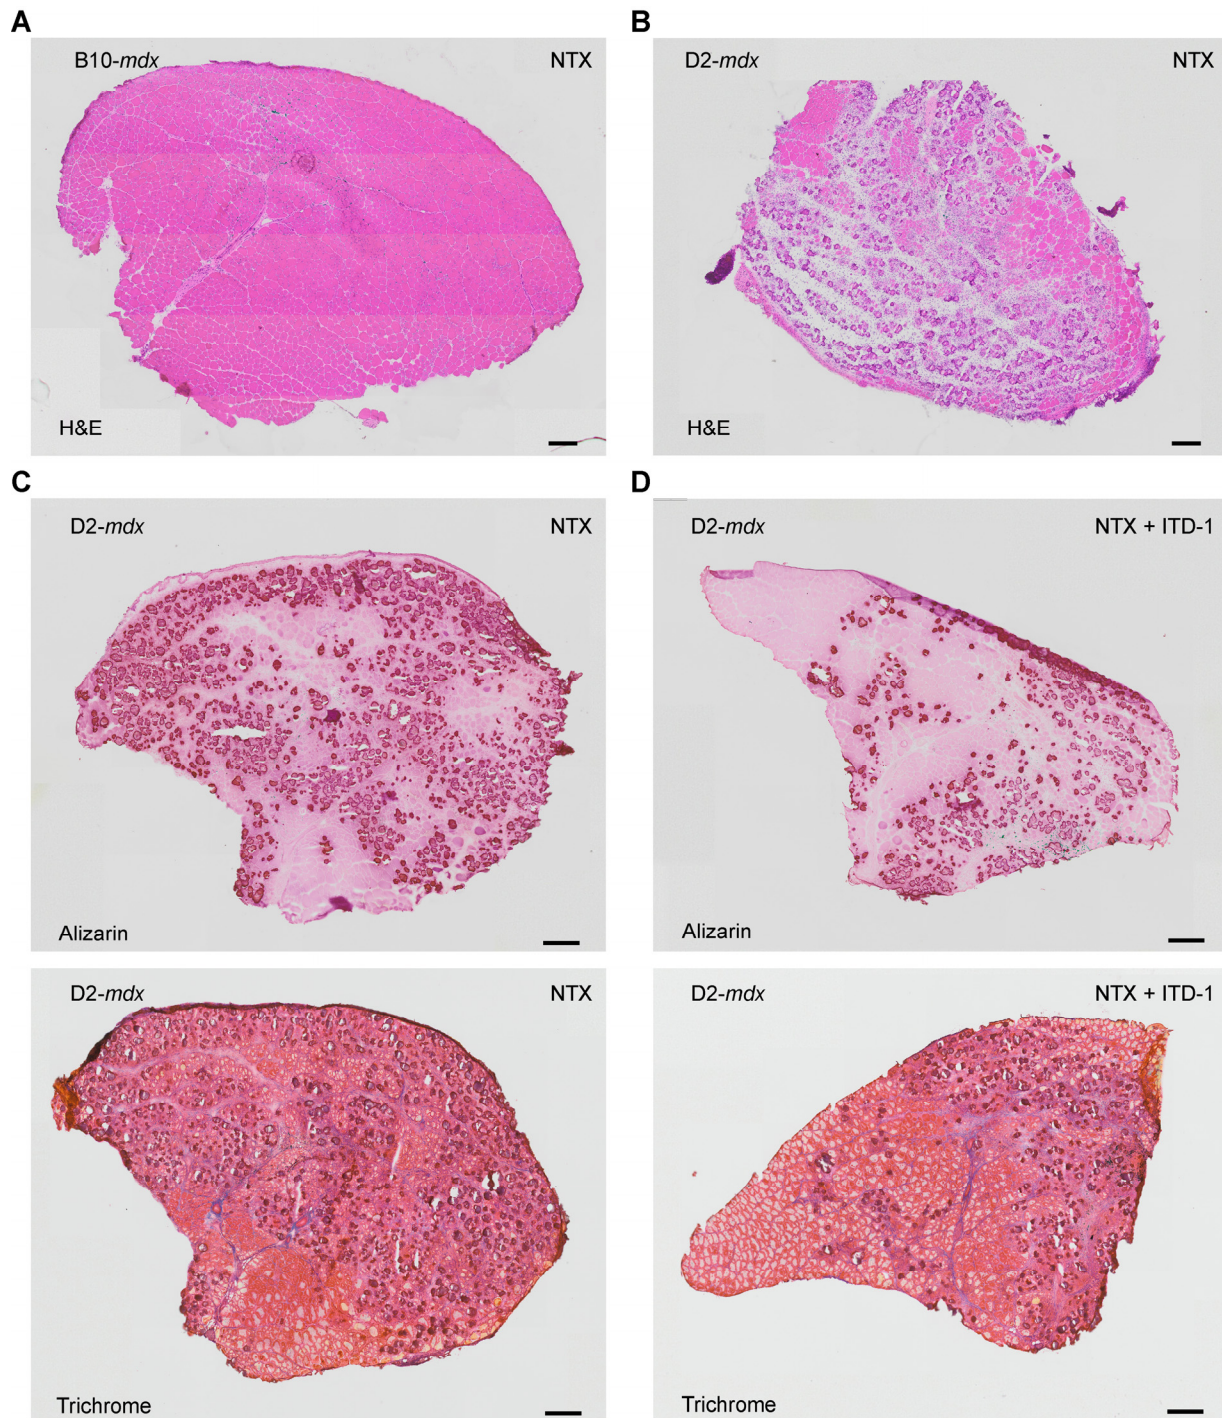 A
B10-mdx NTX
H&E
B
D2-mdx NTX
H&E
C
D2-mdx NTX
Alizarin
D
D2-mdx NTX + ITD-1
Alizarin
D2-mdx NTX
Trichrome
D2-mdx NTX + ITD-1
Trichrome